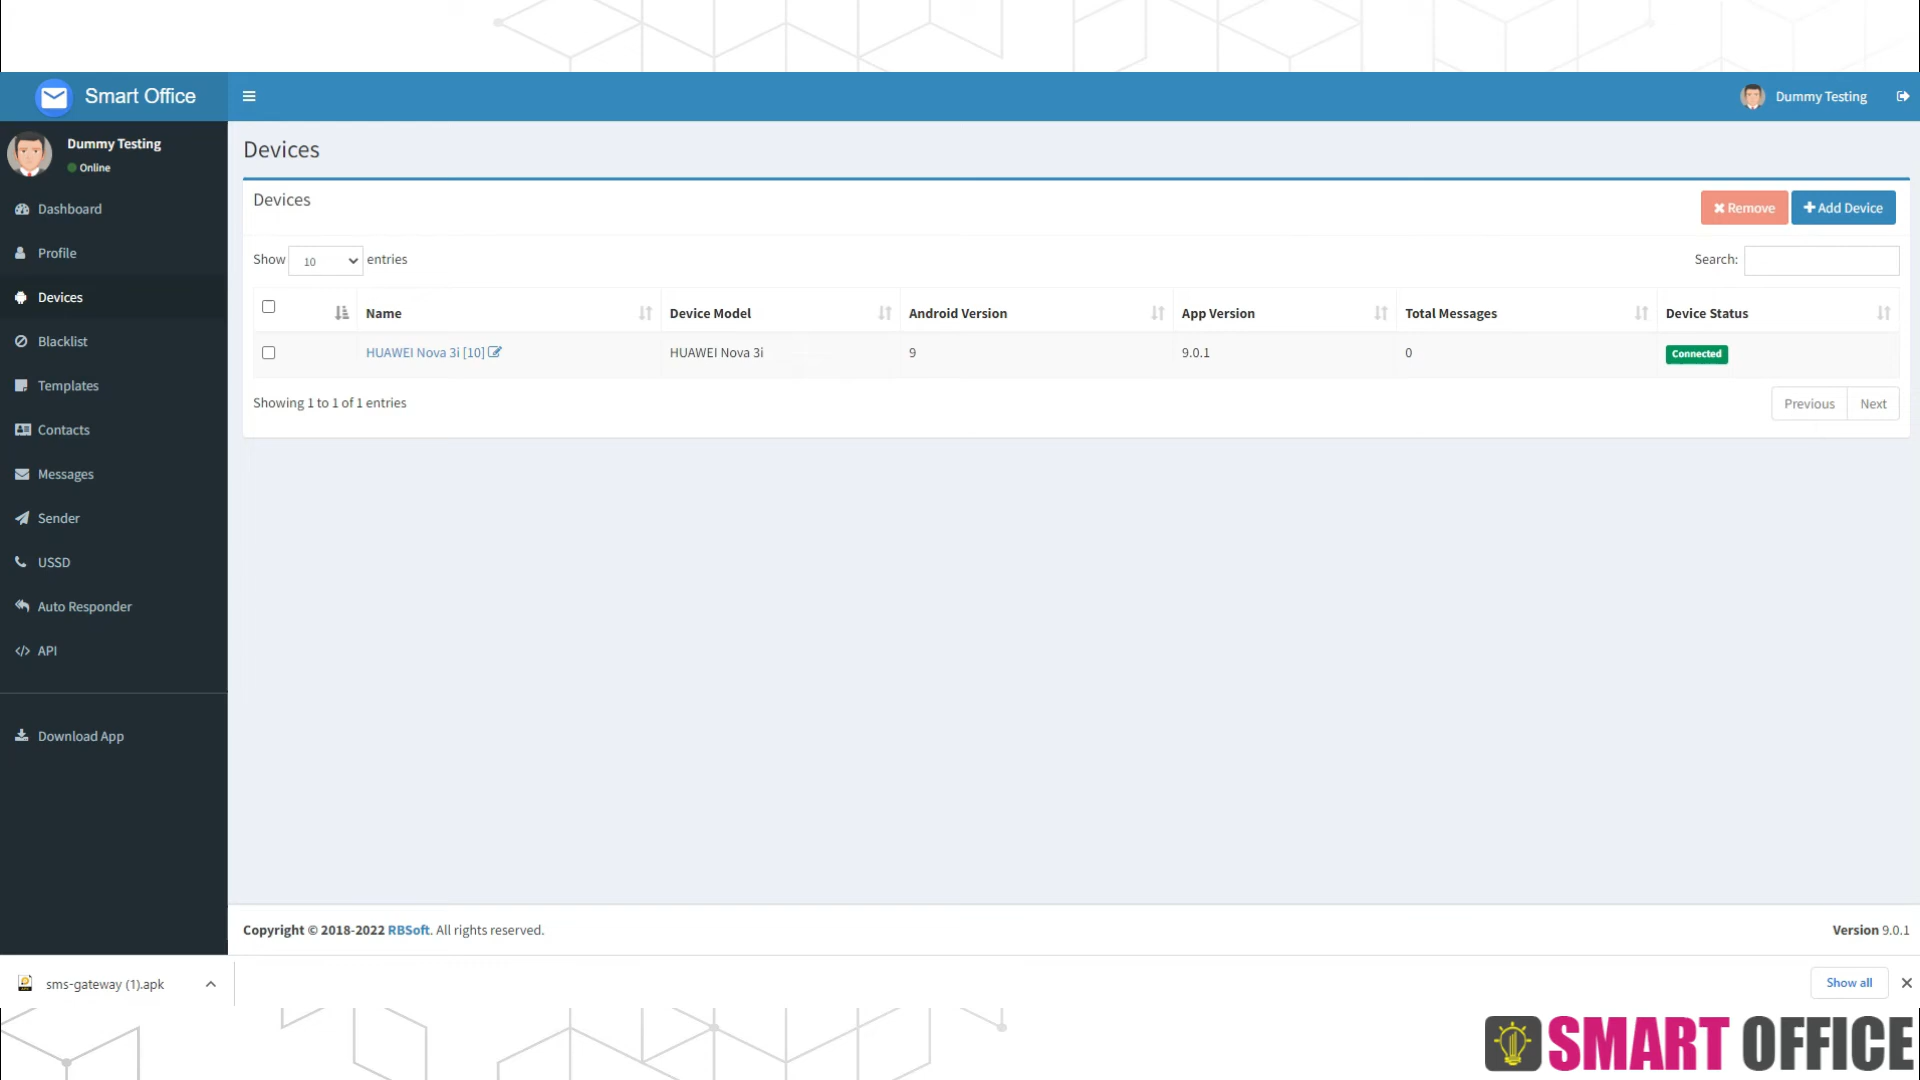 Smart Office
Dummy Testing
Dummy Testing
Online
Dashboard
Profile
Devices
Blacklist
Templates
Contacts
Messages
Sender
USSD
Auto Responder
API
Download App
Devices
Devices
Remove
Add Device
Show 10 entries
Search:
Name Device Model Android Version App Version Total Messages Device Status
HUAWEI Nova 3i [10] HUAWEI Nova 3i 9 9.0.1 0 Connected
Showing 1 to 1 of 1 entries
Previous Next
Copyright © 2018-2022 RBSoft. All rights reserved.
Version 9.0.1
sms-gateway (1).apk
Show all
SMART OFFICE